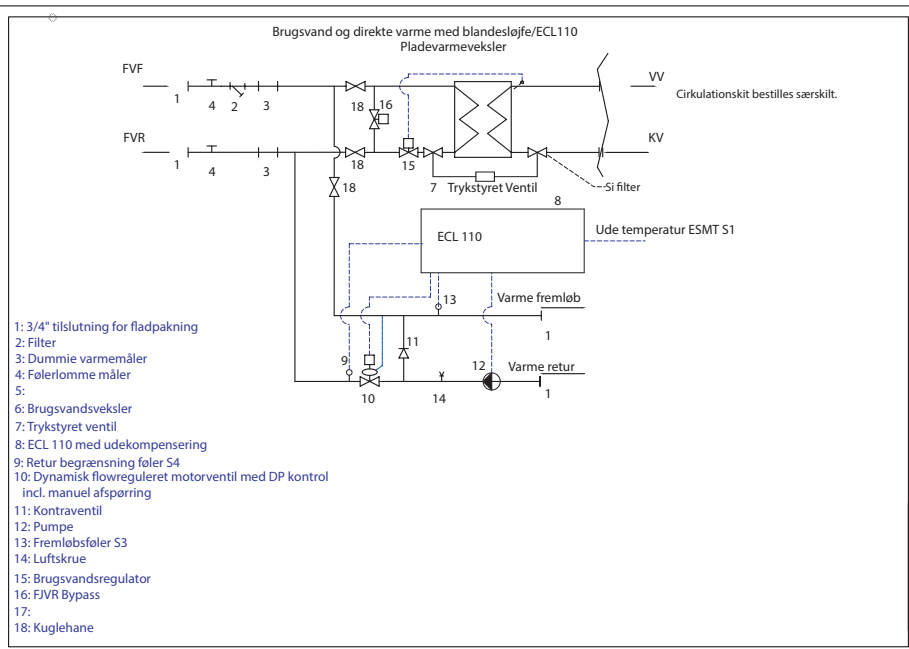 Brugsvand og direkte varme med blandesløjfe/ECL110
Pladevarmeveksler
FVF
VV
1
4
2
3
18
16
Cirkulationskit bestilles særskilt.
FVR
KV
1
4
3
18
15
7
Trykstyret Ventil
Si filter
18
8
ECL 110
Ude temperatur ESMT S1
13
Varme fremløb
1
11
9
12
Varme retur
10
14
1
1: 3/4" tilslutning for fladpakning
2: Filter
3: Dummie varmemåler
4: Følerlomme måler
5:
6: Brugsvandsveksler
7: Trykstyret ventil
8: ECL 110 med udekompensering
9: Retur begrænsning føler S4
10: Dynamisk flowreguleret motorventil med DP kontrol
incl. manuel afspørring
11: Kontraventil
12: Pumpe
13: Fremløbsføler S3
14: Luftskrue
15: Brugsvandsregulator
16: FJVR Bypass
17:
18: Kuglehane